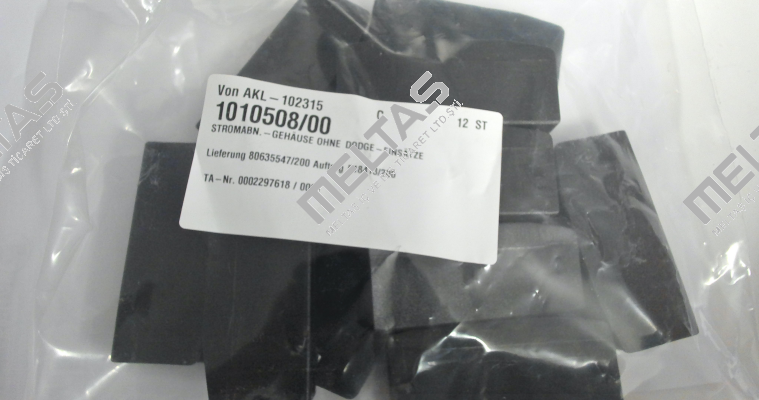 Von AKL-102315
1010508/00 12 ST
STROMABN.-GEHÄUSE OHNE DODGE-EINSÄTZE
Lieferung 80635547/200
TA-Nr. 0002297618 /
MELTAS
MELTAS
MELTAS